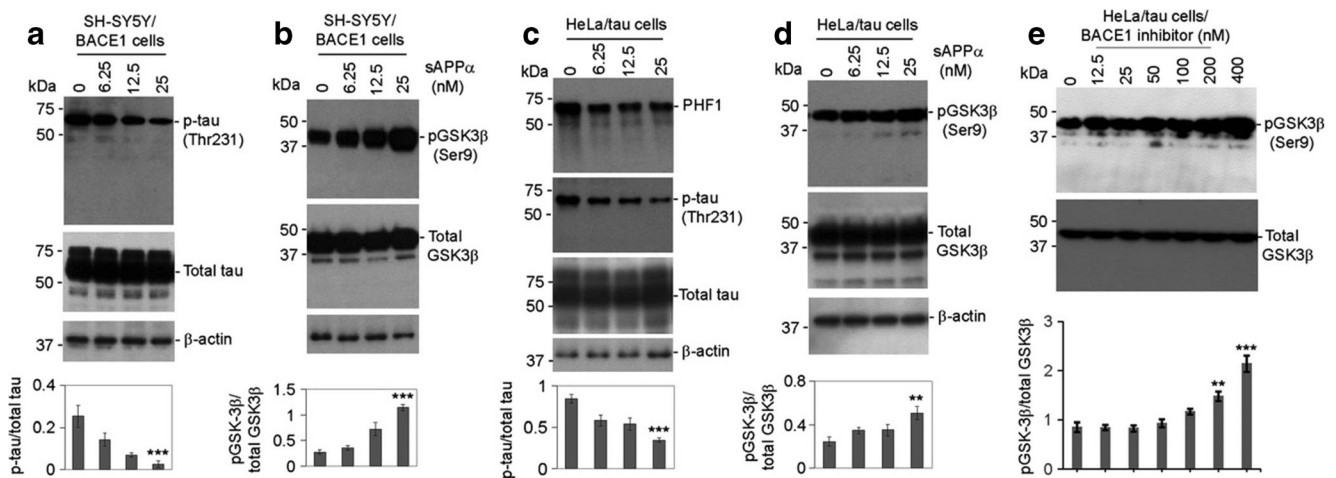 a
SH-SY5Y/
BACE1 cells
kDa
0
6.25
12.5
25
75
50
p-tau
(Thr231)
75
50
Total tau
37
β-actin
0.4
0.2
0
p-tau/total tau
***
b
SH-SY5Y/
BACE1 cells
kDa
0
6.25
12.5
25
sAPPα
(nM)
50
37
pGSK3β
(Ser9)
50
37
Total
GSK3β
37
β-actin
1.5
1
0.5
0
pGSK-3β/
total GSK3β
***
c
HeLa/tau cells
kDa
0
6.25
12.5
25
75
50
PHF1
75
50
p-tau
(Thr231)
75
50
Total tau
37
β-actin
1
0.5
0
p-tau/total tau
***
d
HeLa/tau cells
kDa
0
6.25
12.5
25
sAPPα
(nM)
50
37
pGSK3β
(Ser9)
50
37
Total
GSK3β
37
β-actin
0.8
0.4
0.0
pGSK-3β/
total GSK3β
**
e
HeLa/tau cells/
BACE1 inhibitor (nM)
kDa
0
12.5
25
50
100
200
400
50
37
pGSK3β
(Ser9)
50
37
Total
GSK3β
3
2
1
0
pGSK-3β/total GSK3β
**
***